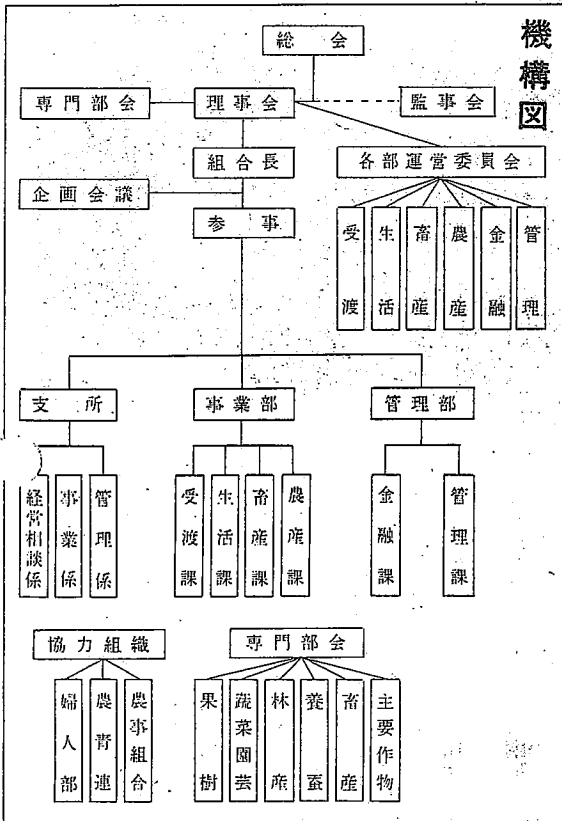 機構図
総会
専門部会
理事会
監事会
組合長
各部運営委員会
企画会議
参事
管理
金融
農産
畜産
生活
受渡
支所
事業部
管理部
管理係
事業係
経営相談係
農産課
畜産課
生活課
受渡課
管理課
金融課
協力組織
専門部会
農事組合
農青連
婦人部
主要作物
畜産
養蚕
林産
蔬菜園芸
果樹